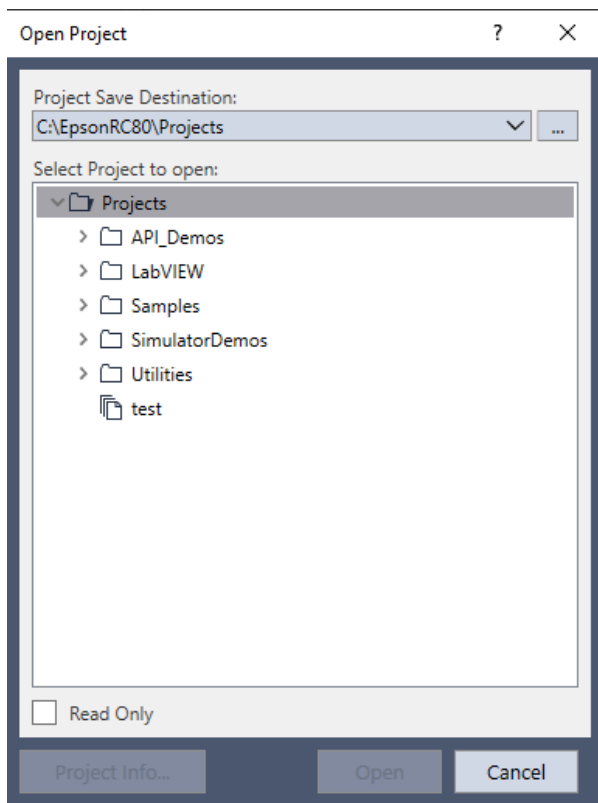 Open Project ?
Project Save Destination:
C:\EpsonRC80\Projects ...
Select Project to open:
Projects
API_Demos
LabVIEW
Samples
SimulatorDemos
Utilities
test
Read Only
Project Info... Open Cancel